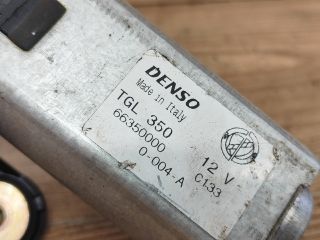 DENSO
Made in Italy
TGL 350
66350000
12 V
0-004-A
C133